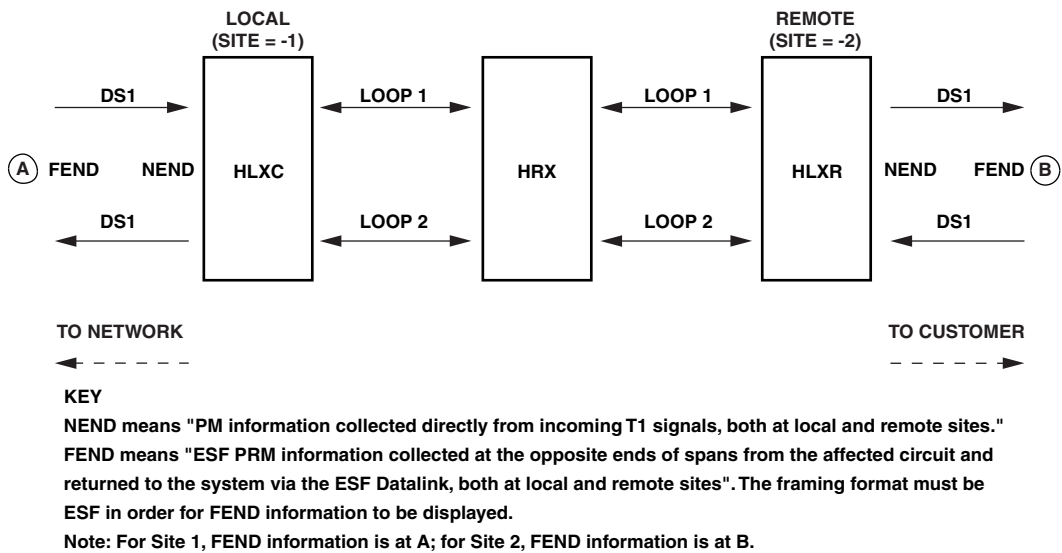 LOCAL
(SITE = -1)
REMOTE
(SITE = -2)
DS1
LOOP 1
LOOP 1
DS1
A FEND NEND HLXC HRX HLXR NEND FEND B
DS1
LOOP 2
LOOP 2
DS1
TO NETWORK
TO CUSTOMER
KEY
NEND means "PM information collected directly from incoming T1 signals, both at local and remote sites."
FEND means "ESF PRM information collected at the opposite ends of spans from the affected circuit and
returned to the system via the ESF Datalink, both at local and remote sites". The framing format must be
ESF in order for FEND information to be displayed.
Note: For Site 1, FEND information is at A; for Site 2, FEND information is at B.